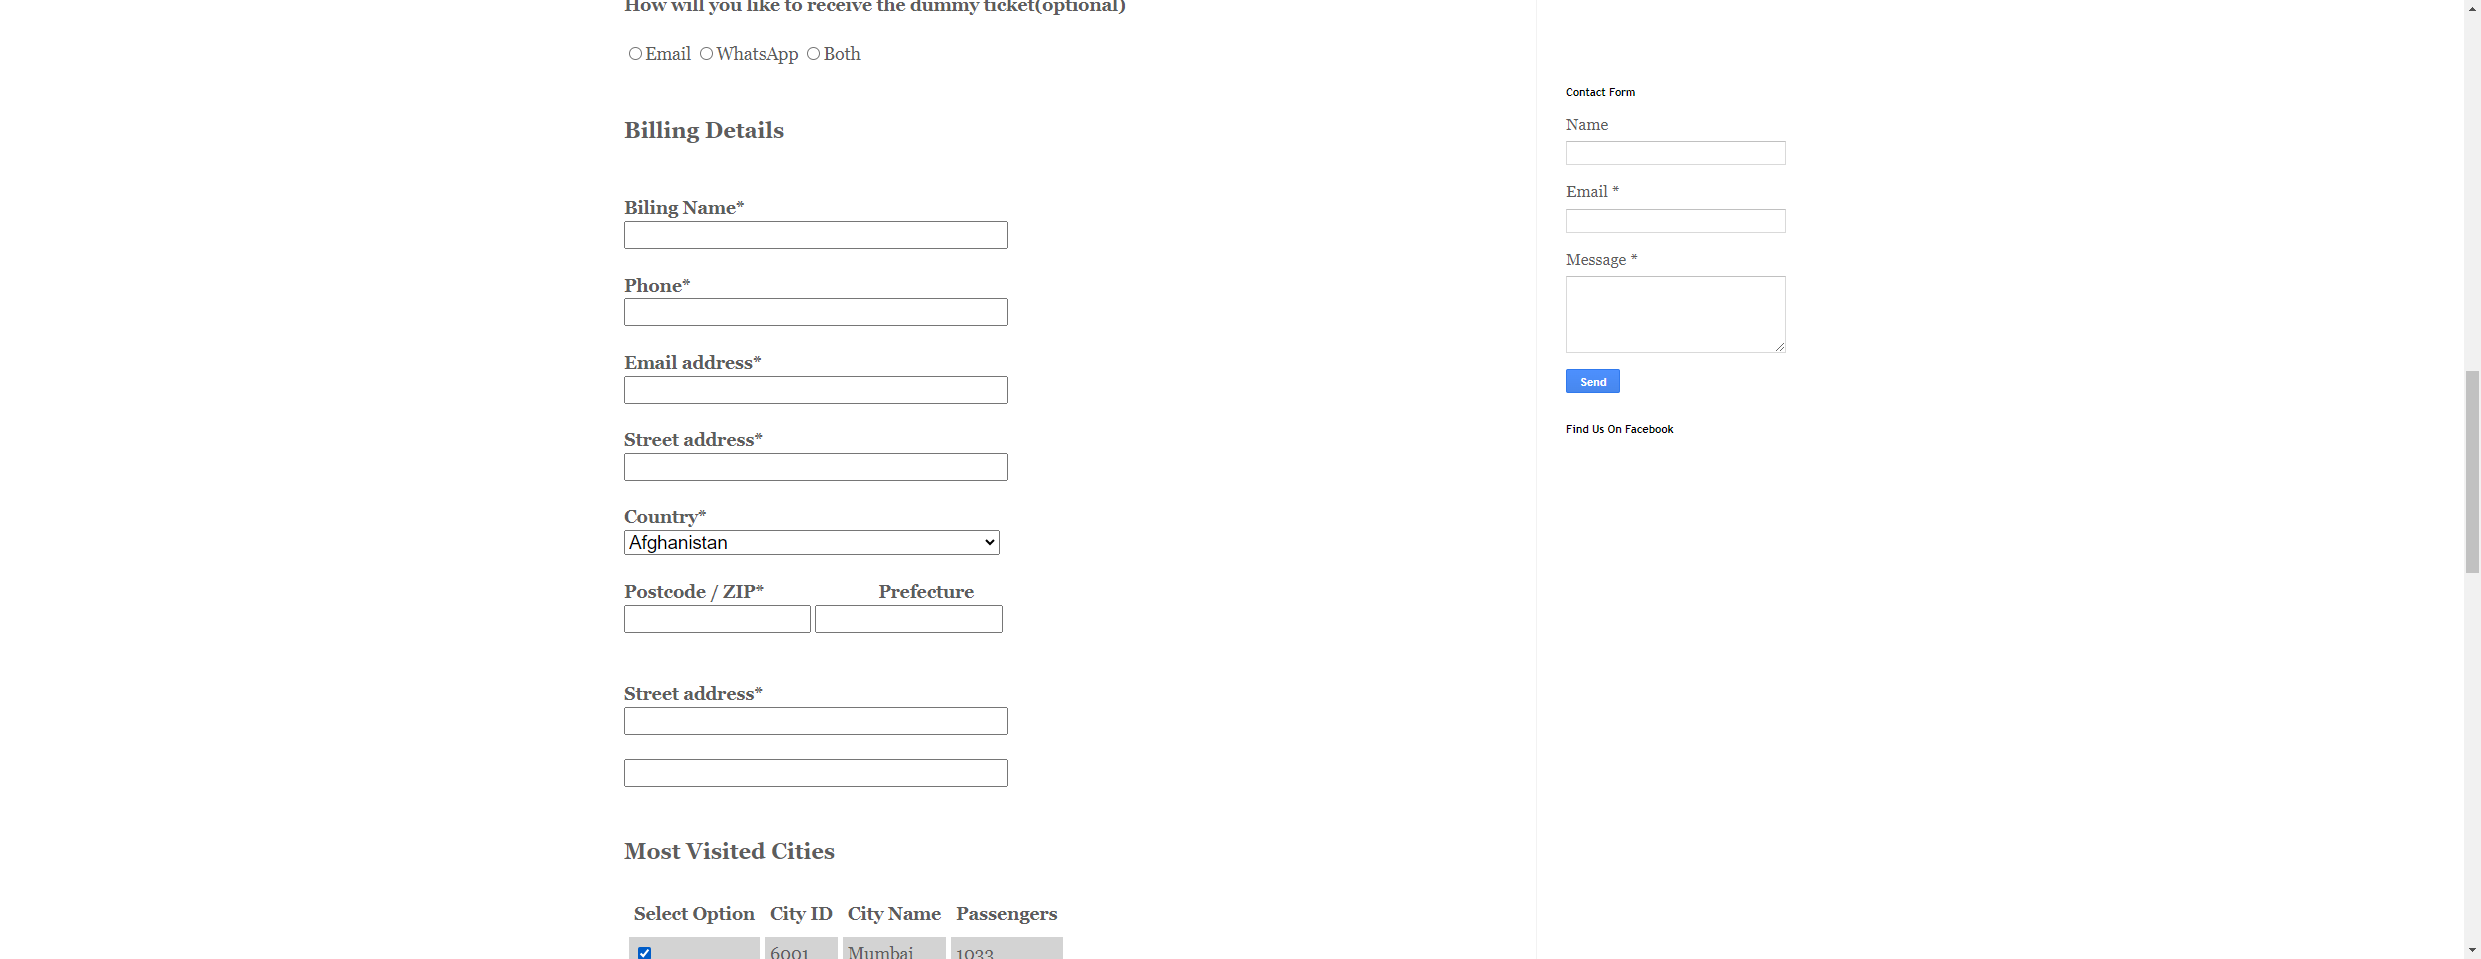 How will you like to receive the dummy ticket(optional)
Email WhatsApp Both
Billing Details
Biling Name*
Phone*
Email address*
Street address*
Country*
Afghanistan
Postcode / ZIP* Prefecture
Street address*
Most Visited Cities
Select Option City ID City Name Passengers
6001 Mumbai 1033
Contact Form
Name
Email *
Message *
Send
Find Us On Facebook